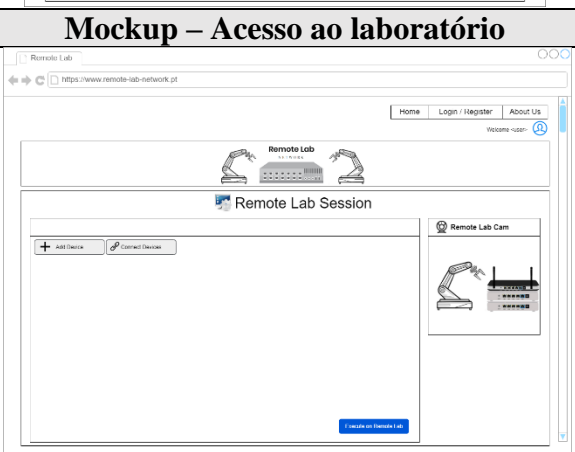 Mockup – Acesso ao laboratório
Remote Lab
https://www.remote-lab-network.pt
Home Login / Register About Us
Welcome <user>
Remote Lab
Remote Lab Session
Remote Lab Cam
Add Device Connect Devices
Execute on Remote Lab